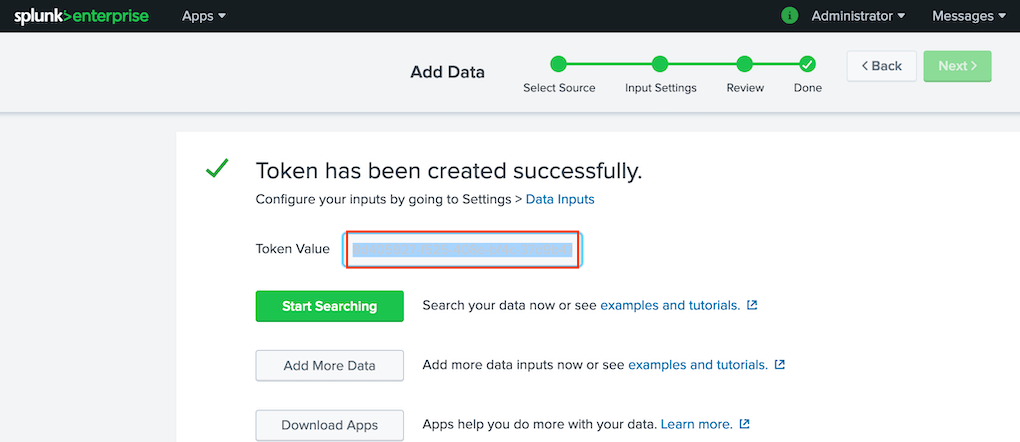 splunk>enterprise Apps Administrator Messages
Add Data
Select Source Input Settings Review Done
< Back Next >
Token has been created successfully.
Configure your inputs by going to Settings > Data Inputs
Token Value
Start Searching Search your data now or see examples and tutorials.
Add More Data Add more data inputs now or see examples and tutorials.
Download Apps Apps help you do more with your data. Learn more.